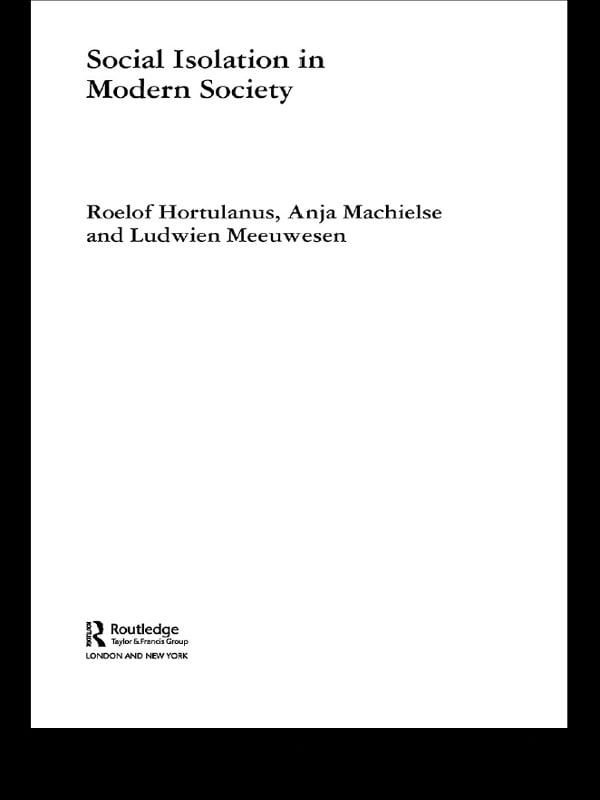 Social Isolation in
Modern Society
Roelof Hortulanus, Anja Machielse
and Ludwien Meeuwesen
ROUTLEDGE
Routledge
Taylor & Francis Group
LONDON AND NEW YORK